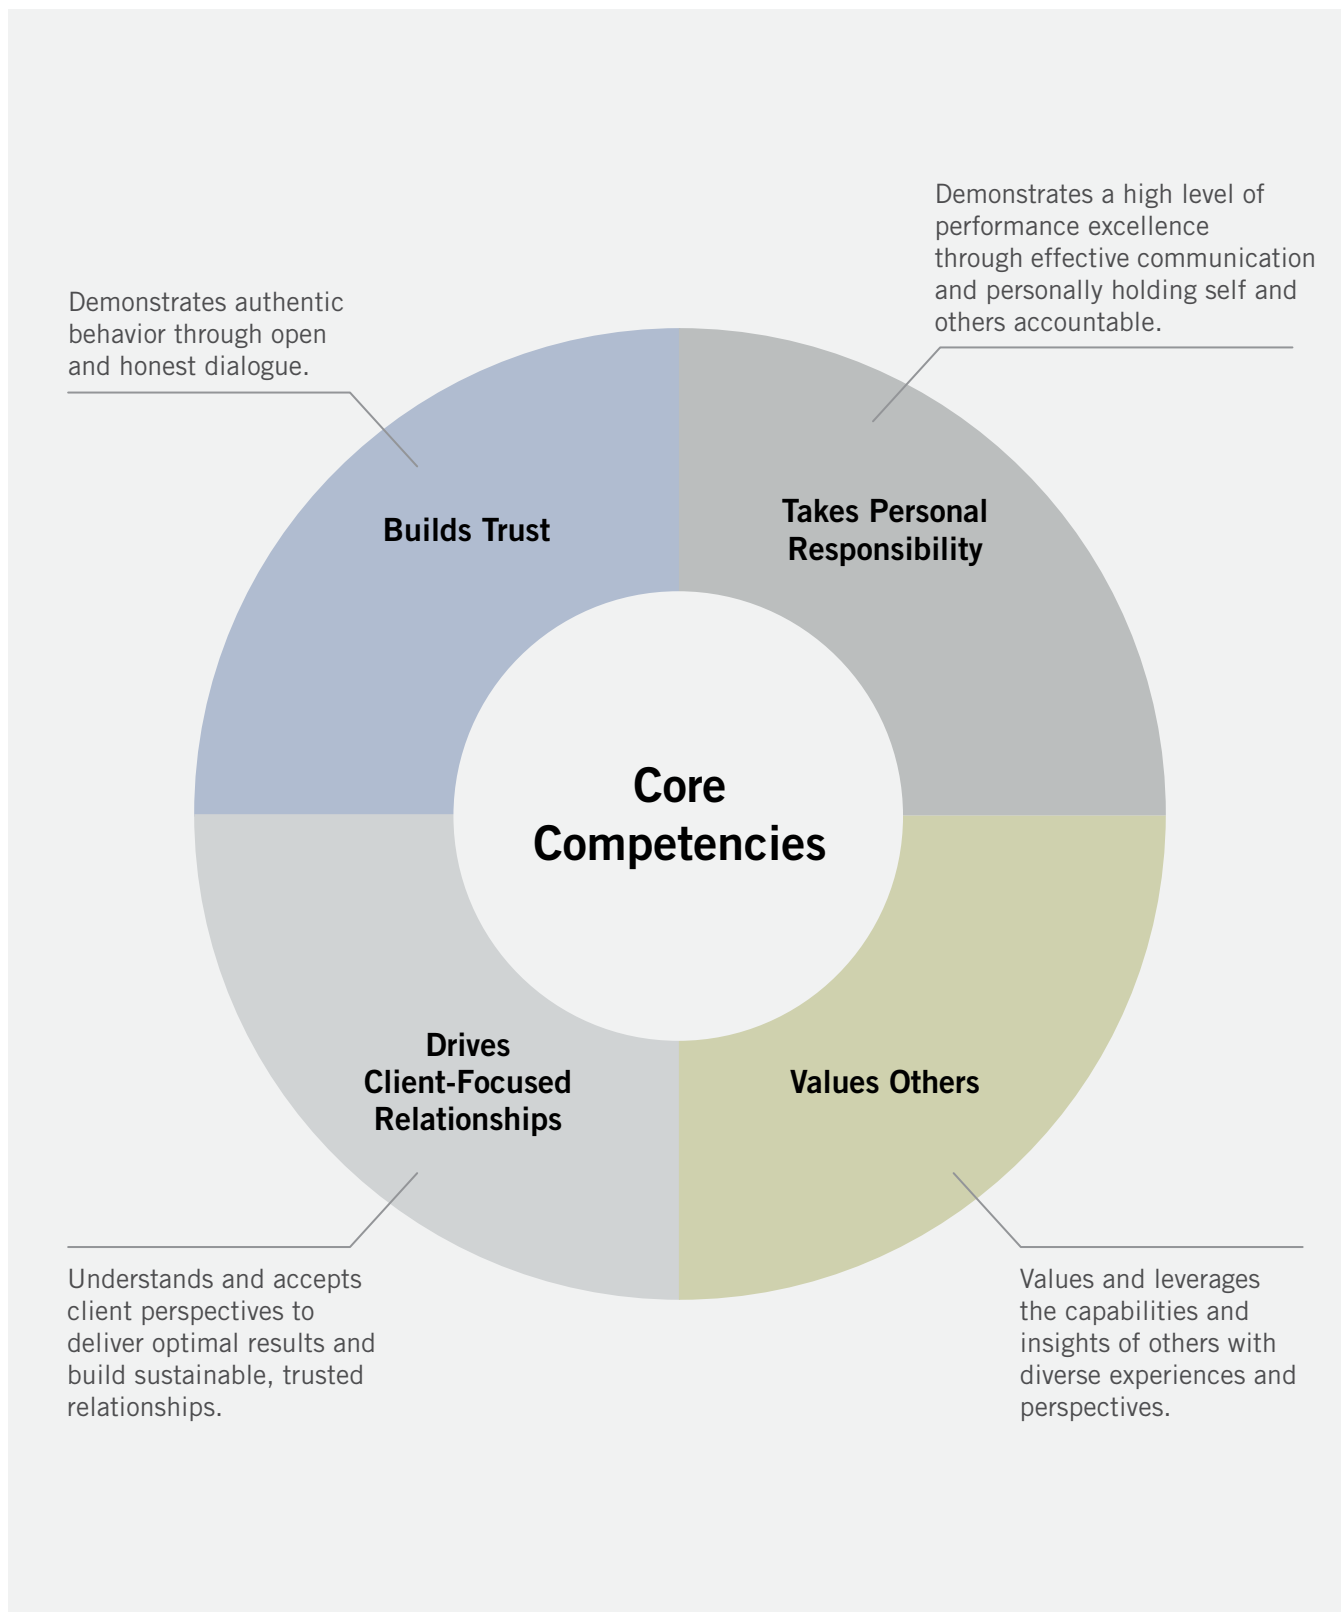 Demonstrates a high level of
performance excellence
through effective communication
and personally holding self and
others accountable.
Demonstrates authentic
behavior through open
and honest dialogue.
Builds Trust
Takes Personal
Responsibility
Core
Competencies
Drives
Client-Focused
Relationships
Values Others
Understands and accepts
client perspectives to
deliver optimal results and
build sustainable, trusted
relationships.
Values and leverages
the capabilities and
insights of others with
diverse experiences and
perspectives.